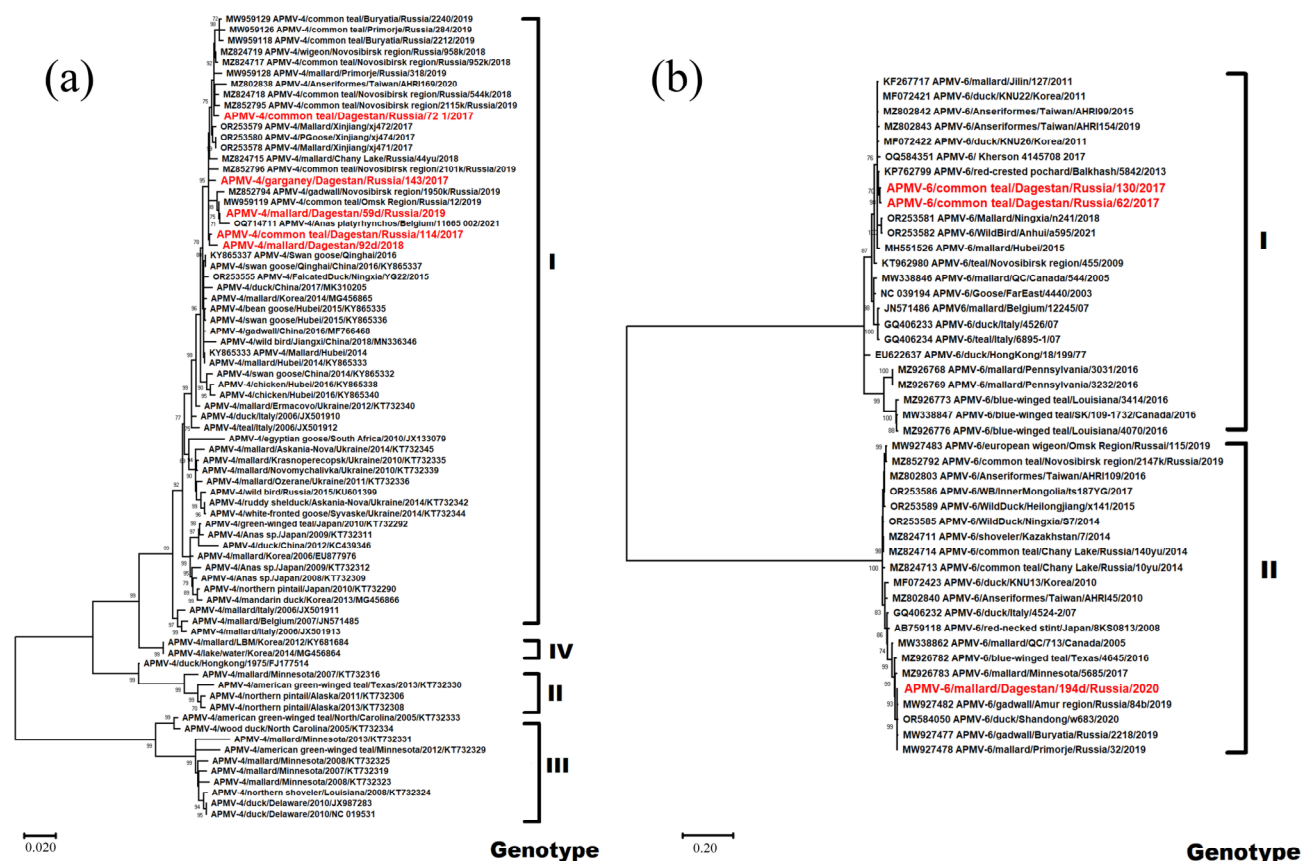 (a)
MW959129 APMV-4/common teal/Buryatia/Russia/2240/2019
MW959126 APMV-4/common teal/Primorje/Russia/284/2019
MW959118 APMV-4/common teal/Buryatia/Russia/2212/2019
MZ824719 APMV-4/wigeon/Novosibirsk region/Russia/958k/2018
MZ824717 APMV-4/common teal/Novosibirsk region/Russia/952k/2018
MW959128 APMV-4/mallard/Primorje/Russia/318/2019
MZ802838 APMV-4/Anseriformes/Taiwan/AHRI169/2020
MZ824718 APMV-4/common teal/Novosibirsk region/Russia/544k/2018
MZ852795 APMV-4/common teal/Novosibirsk region/2115k/Russia/2019
APMV-4/common teal/Dagestan/Russia/72 1/2017
OR253579 APMV-4/Mallard/Xinjiang/xj472/2017
OR253580 APMV-4/PGoose/Xinjiang/xj474/2017
OR253578 APMV-4/Mallard/Xinjiang/xj471/2017
MZ824715 APMV-4/mallard/Chany Lake/Russia/44yu/2018
MZ852796 APMV-4/common teal/Novosibirsk region/2101k/Russia/2019
APMV-4/garganey/Dagestan/Russia/143/2017
MZ852794 APMV-4/gadwall/Novosibirsk region/1950k/Russia/2019
MW959119 APMV-4/common teal/Omsk Region/Russia/12/2019
APMV-4/mallard/Dagestan/59d/Russia/2019
OQ714711 APMV-4/Anas platyrhynchos/Belgium/11665 002/2021
APMV-4/common teal/Dagestan/Russia/114/2017
APMV-4/mallard/Dagestan/92d/2018
KY865337 APMV-4/Swan goose/Qinghai/2016
APMV-4/swan goose/Qinghai/China/2016/KY865337
OR253555 APMV-4/FalcatedDuck/Ningxia/YG22/2015
APMV-4/duck/China/2017/MK310205
APMV-4/mallard/Korea/2014/MG456865
APMV-4/bean goose/Hubei/2015/KY865335
APMV-4/swan goose/Hubei/2015/KY865336
APMV-4/gadwall/China/2016/MF766460
APMV-4/wild bird/Jiangxi/China/2018/MN336346
KY865333 APMV-4/Mallard/Hubei/2014
APMV-4/mallard/Hubei/2014/KY865333
APMV-4/swan goose/China/2014/KY865332
APMV-4/chicken/Hubei/2016/KY865338
APMV-4/chicken/Hubei/2016/KY865340
APMV-4/mallard/Ermacovo/Ukraine/2012/KT732340
APMV-4/duck/Italy/2006/JX501910
APMV-4/teal/Italy/2006/JX501912
APMV-4/egyptian goose/South Africa/2010/JX133079
APMV-4/mallard/Askania-Nova/Ukraine/2014/KT732345
APMV-4/mallard/Krasnoperecopsk/Ukraine/2010/KT732335
APMV-4/mallard/Novomychalivka/Ukraine/2010/KT732339
APMV-4/mallard/Ozerane/Ukraine/2011/KT732336
APMV-4/wild bird/Russia/2015/KU601399
APMV-4/ruddy shelduck/Askania-Nova/Ukraine/2014/KT732342
APMV-4/white-fronted goose/Syvaske/Ukraine/2014/KT732344
APMV-4/green-winged teal/Japan/2010/KT732292
APMV-4/Anas sp./Japan/2009/KT732311
APMV-4/duck/China/2012/KC439346
APMV-4/mallard/Korea/2006/EU877976
APMV-4/Anas sp./Japan/2009/KT732312
APMV-4/Anas sp./Japan/2008/KT732309
APMV-4/northern pintail/Japan/2010/KT732290
APMV-4/mandarin duck/Korea/2013/MG456866
APMV-4/mallard/Italy/2006/JX501911
APMV-4/mallard/Belgium/2007/JN571485
APMV-4/mallard/Italy/2006/JX501913
I
APMV-4/mallard/LBM/Korea/2012/KY681684
APMV-4/lake/water/Korea/2014/MG456864
IV
APMV-4/duck/Hongkong/1975/FJ177514
APMV-4/mallard/Minnesota/2007/KT732316
APMV-4/american green-winged teal/Texas/2013/KT732330
APMV-4/northern pintail/Alaska/2011/KT732306
APMV-4/northern pintail/Alaska/2013/KT732308
II
APMV-4/american green-winged teal/North/Carolina/2005/KT732333
APMV-4/wood duck/North Carolina/2005/KT732334
APMV-4/mallard/Minnesota/2013/KT732331
APMV-4/american green-winged teal/Minnesota/2012/KT732329
APMV-4/mallard/Minnesota/2008/KT732325
APMV-4/mallard/Minnesota/2007/KT732319
APMV-4/mallard/Minnesota/2008/KT732323
APMV-4/northern shoveler/Louisiana/2008/KT732324
APMV-4/duck/Delaware/2010/JX987283
APMV-4/duck/Delaware/2010/NC 019531
III
0.020
Genotype
(b)
KF267717 APMV-6/mallard/Jilin/127/2011
MF072421 APMV-6/duck/KNU22/Korea/2011
MZ802842 APMV-6/Anseriformes/Taiwan/AHRI99/2015
MZ802843 APMV-6/Anseriformes/Taiwan/AHRI154/2019
MF072422 APMV-6/duck/KNU26/Korea/2011
OQ584351 APMV-6/ Kherson 4145708 2017
KP762799 APMV-6/red-crested pochard/Balkhash/5842/2013
APMV-6/common teal/Dagestan/Russia/130/2017
APMV-6/common teal/Dagestan/Russia/62/2017
OR253581 APMV-6/Mallard/Ningxia/n241/2018
OR253582 APMV-6/WildBird/Anhui/a595/2021
MH551526 APMV-6/mallard/Hubei/2015
KT962980 APMV-6/teal/Novosibirsk region/455/2009
MW338846 APMV-6/mallard/QC/Canada/544/2005
NC 039194 APMV-6/Goose/FarEast/4440/2003
JN571486 APMV-6/mallard/Belgium/12245/07
GQ406233 APMV-6/duck/Italy/4526/07
GQ406234 APMV-6/teal/Italy/6895-1/07
EU622637 APMV-6/duck/HongKong/18/199/77
MZ926768 APMV-6/mallard/Pennsylvania/3031/2016
MZ926769 APMV-6/mallard/Pennsylvania/3232/2016
MZ926773 APMV-6/blue-winged teal/Louisiana/3414/2016
MW338847 APMV-6/blue-winged teal/SK/109-1732/Canada/2016
MZ926776 APMV-6/blue-winged teal/Louisiana/4070/2016
I
MW927483 APMV-6/european wigeon/Omsk Region/Russai/115/2019
MZ852792 APMV-6/common teal/Novosibirsk region/2147k/Russia/2019
MZ802803 APMV-6/Anseriformes/Taiwan/AHRI109/2016
OR253586 APMV-6/WB/InnerMongolia/ts187YG/2017
OR253589 APMV-6/WildDuck/Heilongjiang/x141/2015
OR253585 APMV-6/WildDuck/Ningxia/S7/2014
MZ824711 APMV-6/shoveler/Kazakhstan/7/2014
MZ824714 APMV-6/common teal/Chany Lake/Russia/140yu/2014
MZ824713 APMV-6/common teal/Chany Lake/Russia/10yu/2014
MF072423 APMV-6/duck/KNU13/Korea/2010
MZ802840 APMV-6/Anseriformes/Taiwan/AHRI45/2010
GQ406232 APMV-6/duck/Italy/4524-2/07
AB759118 APMV-6/red-necked stint/Japan/8KS0813/2008
MW338862 APMV-6/mallard/QC/713/Canada/2005
MZ926782 APMV-6/blue-winged teal/Texas/4645/2016
MZ926783 APMV-6/mallard/Minnesota/5685/2017
APMV-6/mallard/Dagestan/194d/Russia/2020
MW927482 APMV-6/gadwall/Amur region/Russia/84b/2019
OR584050 APMV-6/duck/Shandong/w683/2020
MW927477 APMV-6/gadwall/Buryatia/Russia/2218/2019
MW927478 APMV-6/mallard/Primorje/Russia/32/2019
II
0.20
Genotype